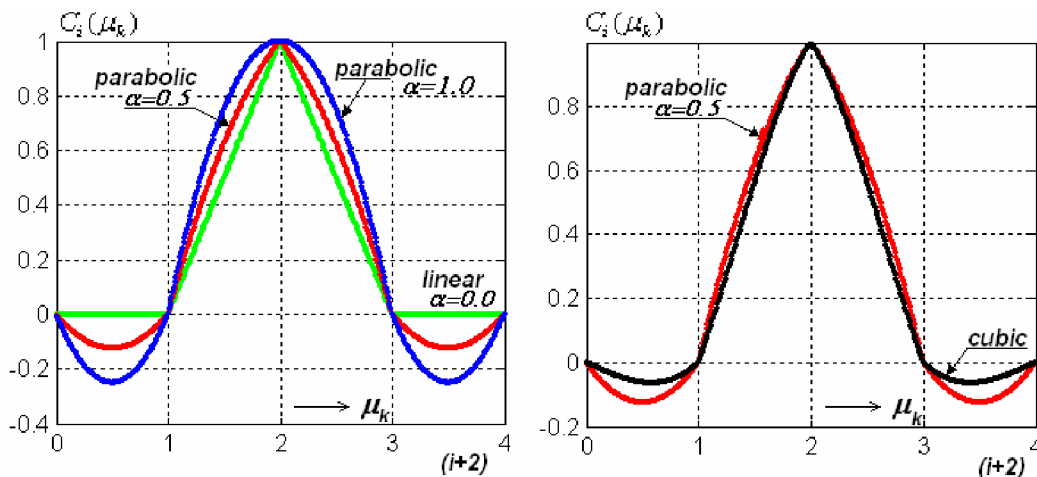 C_i(μ_k)
1
0.8
0.6
0.4
0.2
0
-0.2
-0.4
0 1 2 3 4
parabolic
α=0.5
parabolic
α=1.0
linear
α=0.0
μ_k
(i+2)
C_i(μ_k)
1
0.8
0.6
0.4
0.2
0
-0.2
0 1 2 3 4
parabolic
α=0.5
cubic
μ_k
(i+2)